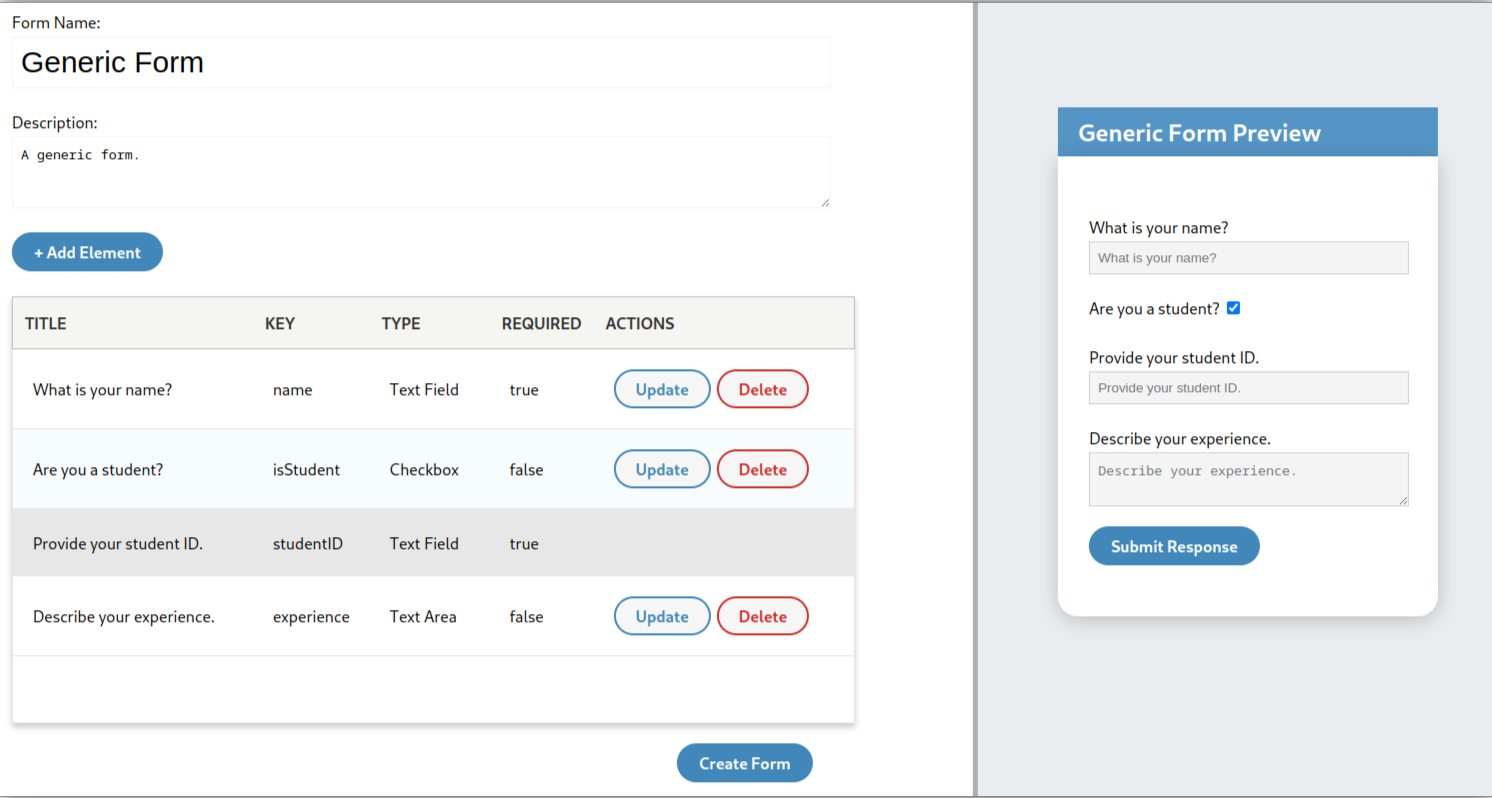 Form Name:
Generic Form
Description:
A generic form.
+ Add Element
TITLE KEY TYPE REQUIRED ACTIONS
What is your name? name Text Field true Update Delete
Are you a student? isStudent Checkbox false Update Delete
Provide your student ID. studentID Text Field true
Describe your experience. experience Text Area false Update Delete
Create Form
Generic Form Preview
What is your name?
What is your name?
Are you a student?
Provide your student ID.
Provide your student ID.
Describe your experience.
Describe your experience.
Submit Response